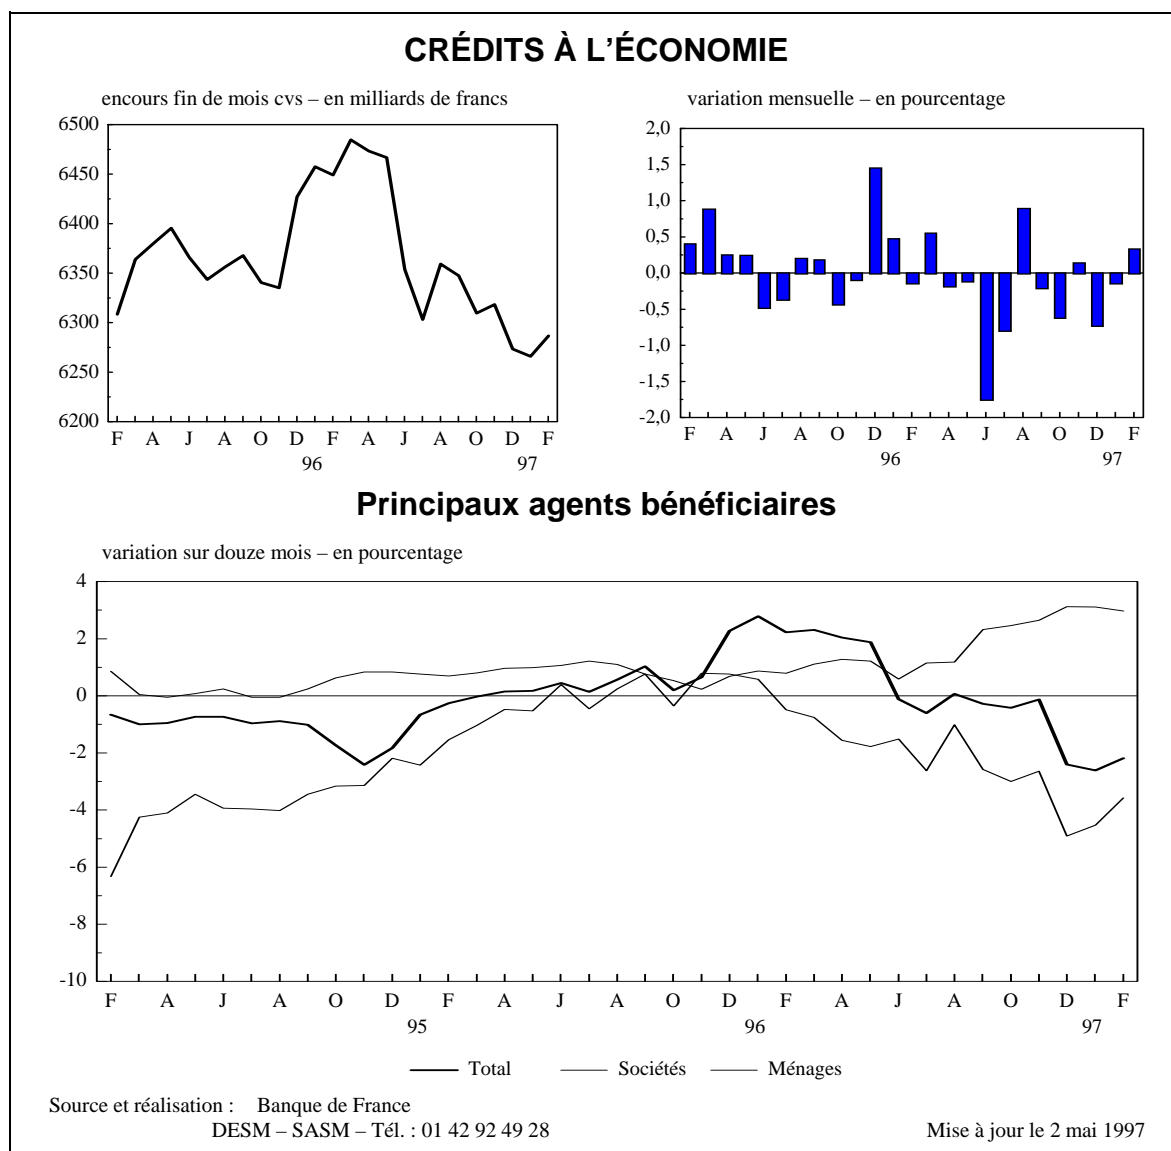 CRÉDITS À L’ÉCONOMIE
encours fin de mois cvs – en milliards de francs
6500
6450
6400
6350
6300
6250
6200
F A J A O D F A J A O D F
96 97
variation mensuelle – en pourcentage
2,0
1,5
1,0
0,5
0,0
-0,5
-1,0
-1,5
-2,0
F A J A O D F A J A O D F
96 97
Principaux agents bénéficiaires
variation sur douze mois – en pourcentage
4
2
0
-2
-4
-6
-8
-10
F A J A O D F A J A O D F A J A O D F
95 96 97
Total Sociétés Ménages
Source et réalisation : Banque de France
DESM – SASM – Tél. : 01 42 92 49 28 Mise à jour le 2 mai 1997